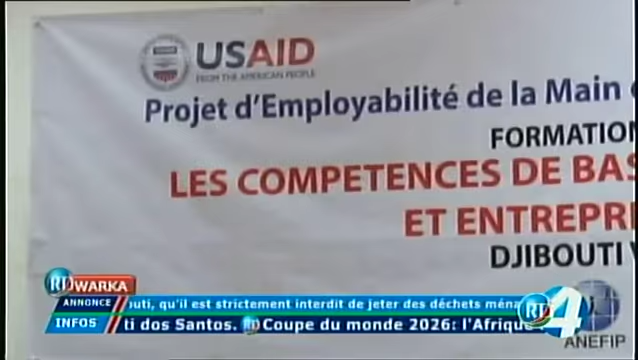 USAID
FROM THE AMERICAN PEOPLE
Projet d'Employabilité de la Main
FORMATION
LES COMPETENCES DE BAS
ET ENTREPR
DJIBOUTI
WARKA
ANNONCE
outi, qu'il est strictement interdit de jeter des déchets ména
INFOS
ti dos Santos. RTD Coupe du monde 2026: l'Afrique
4
ANEFIP